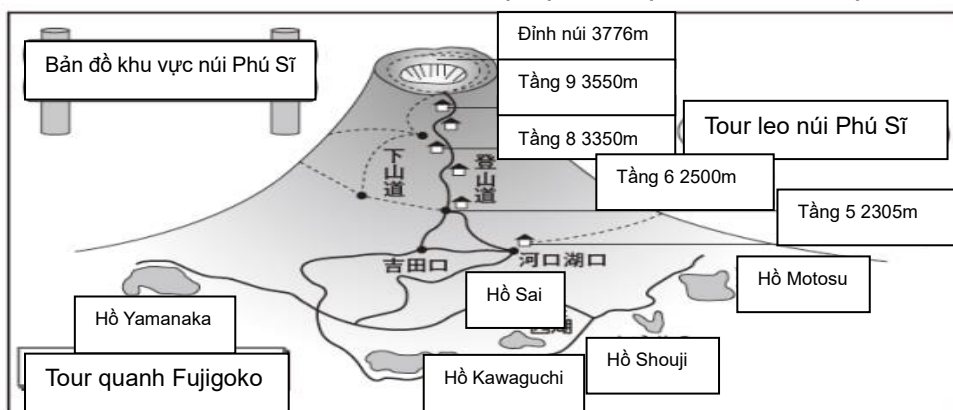 Bản đồ khu vực núi Phú Sĩ
Đỉnh núi 3776m
Tầng 9 3550m
Tầng 8 3350m
Tour leo núi Phú Sĩ
Tầng 6 2500m
Tầng 5 2305m
下山道
登山道
吉田口
河口湖口
Hồ Yamanaka
Hồ Sai
Hồ Motosu
Hồ Shouji
Hồ Kawaguchi
Tour quanh Fujigoko